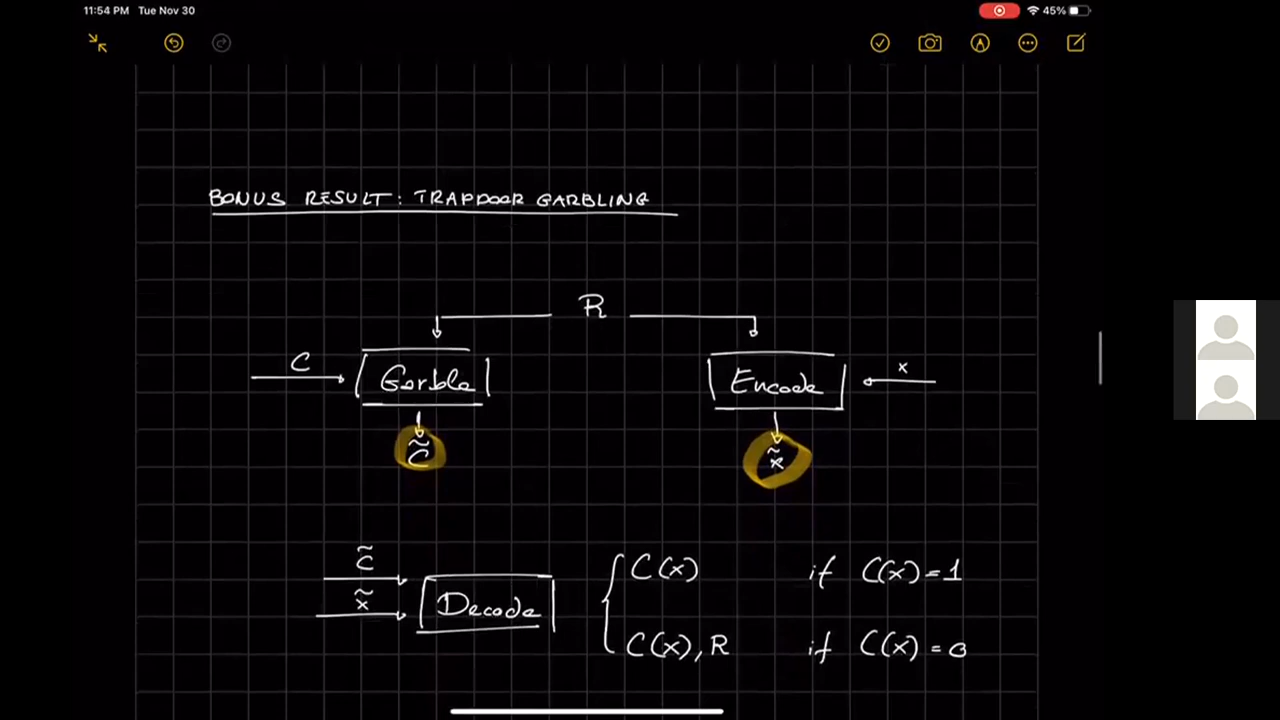 11:54 PM Tue Nov 30 45%
BONUS RESULT: TRAPDOOR GARBLING
R
C Garble Encode x
C̃ x̃
C̃
C(x) if C(x)=1
x̃ Decode
C(x), R if C(x)=0